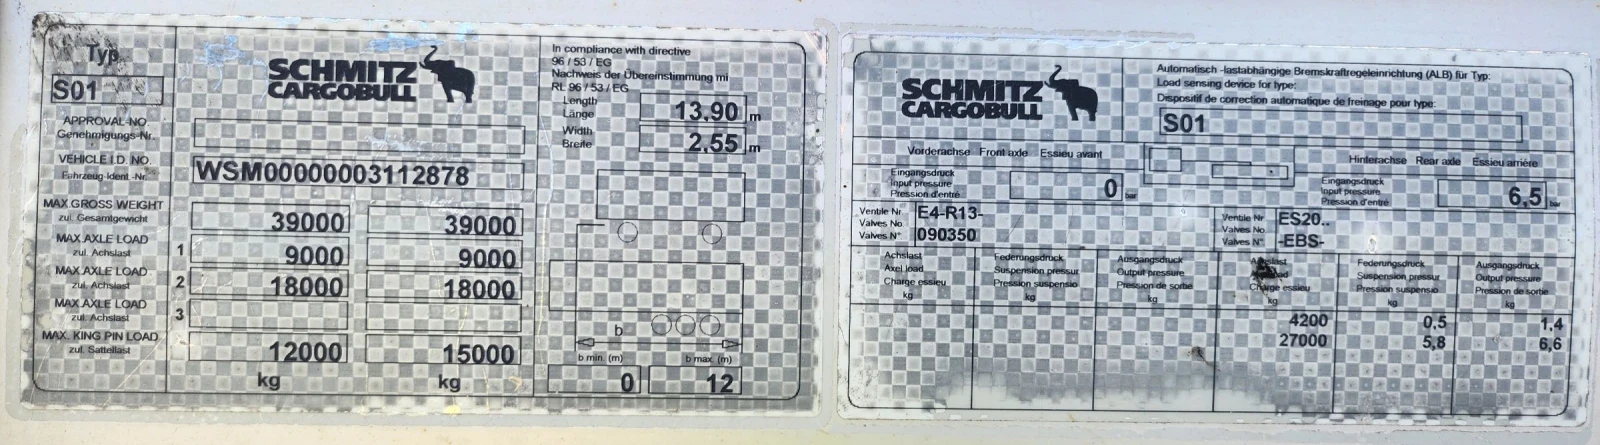 Typ
S01
APPROVAL-NO
Genehmigungs-Nr.
VEHICLE I.D. NO.
Fahrzeug-Ident.-Nr.
MAX GROSS WEIGHT
zul. Gesamtgewicht
MAX.AXLE LOAD
zul. Achslast
MAX.AXLE LOAD
zul. Achslast
MAX AXLE LOAD
zul. Achslast
MAX. KING PIN LOAD
zul. Sattellast
SCHMITZ
CARGOBULL
WSM00000003112878
39000 39000
1 9000 9000
2 18000 18000
3
12000 15000
kg kg
In compliance with directive
96 / 53 / EG
Nachweis der Übereinstimmung mi
RL 96 / 53 / EG
Length
Länge
13,90 m
Width
Breite
2,55 m
b
b min. (m) b max. (m)
0 12
SCHMITZ
CARGOBULL
Automatisch -lastabhängige Bremskraftregeleinrichtung (ALB) für Typ:
Load sensing device for type:
Dispositif de correction automatique de freinage pour type:
S01
Vorderachse Front axle Essieu avant
Eingangsdruck
Input pressure
Pression d'entré
0 bar
Hinterachse Rear axle Essieu arriére
Eingangsdruck
Input pressure
Pression d'entré
6,5 bar
Ventile Nr
Valves No
Valves N°
E4-R13-
090350
Ventile Nr
Valves No
Valves N°
ES20..
-EBS-
Achslast
Axel load
Charge essieu
kg
Federungsdruck
Suspension pressur
Pression suspensio
kg
Ausgangsdruck
Output pressure
Pression de sortie
kg
Charge essieu
kg
Federungsdruck
Suspension pressur
Pression suspensio
kg
Ausgangsdruck
Output pressure
Pression de sortie
kg
4200 0,5 1,4
27000 5,8 6,6